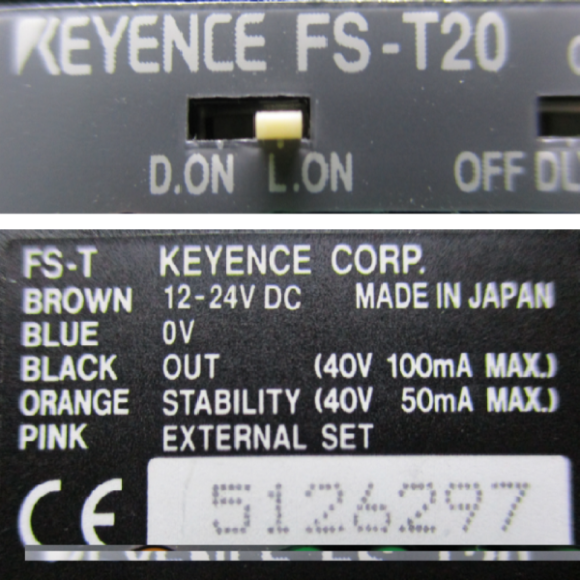 KEYENCE FS-T20
D.ON L.ON OFF
FS-T KEYENCE CORP.
BROWN 12-24V DC MADE IN JAPAN
BLUE 0V
BLACK OUT (40V 100mA MAX.)
ORANGE STABILITY (40V 50mA MAX.)
PINK EXTERNAL SET
CE 5126297